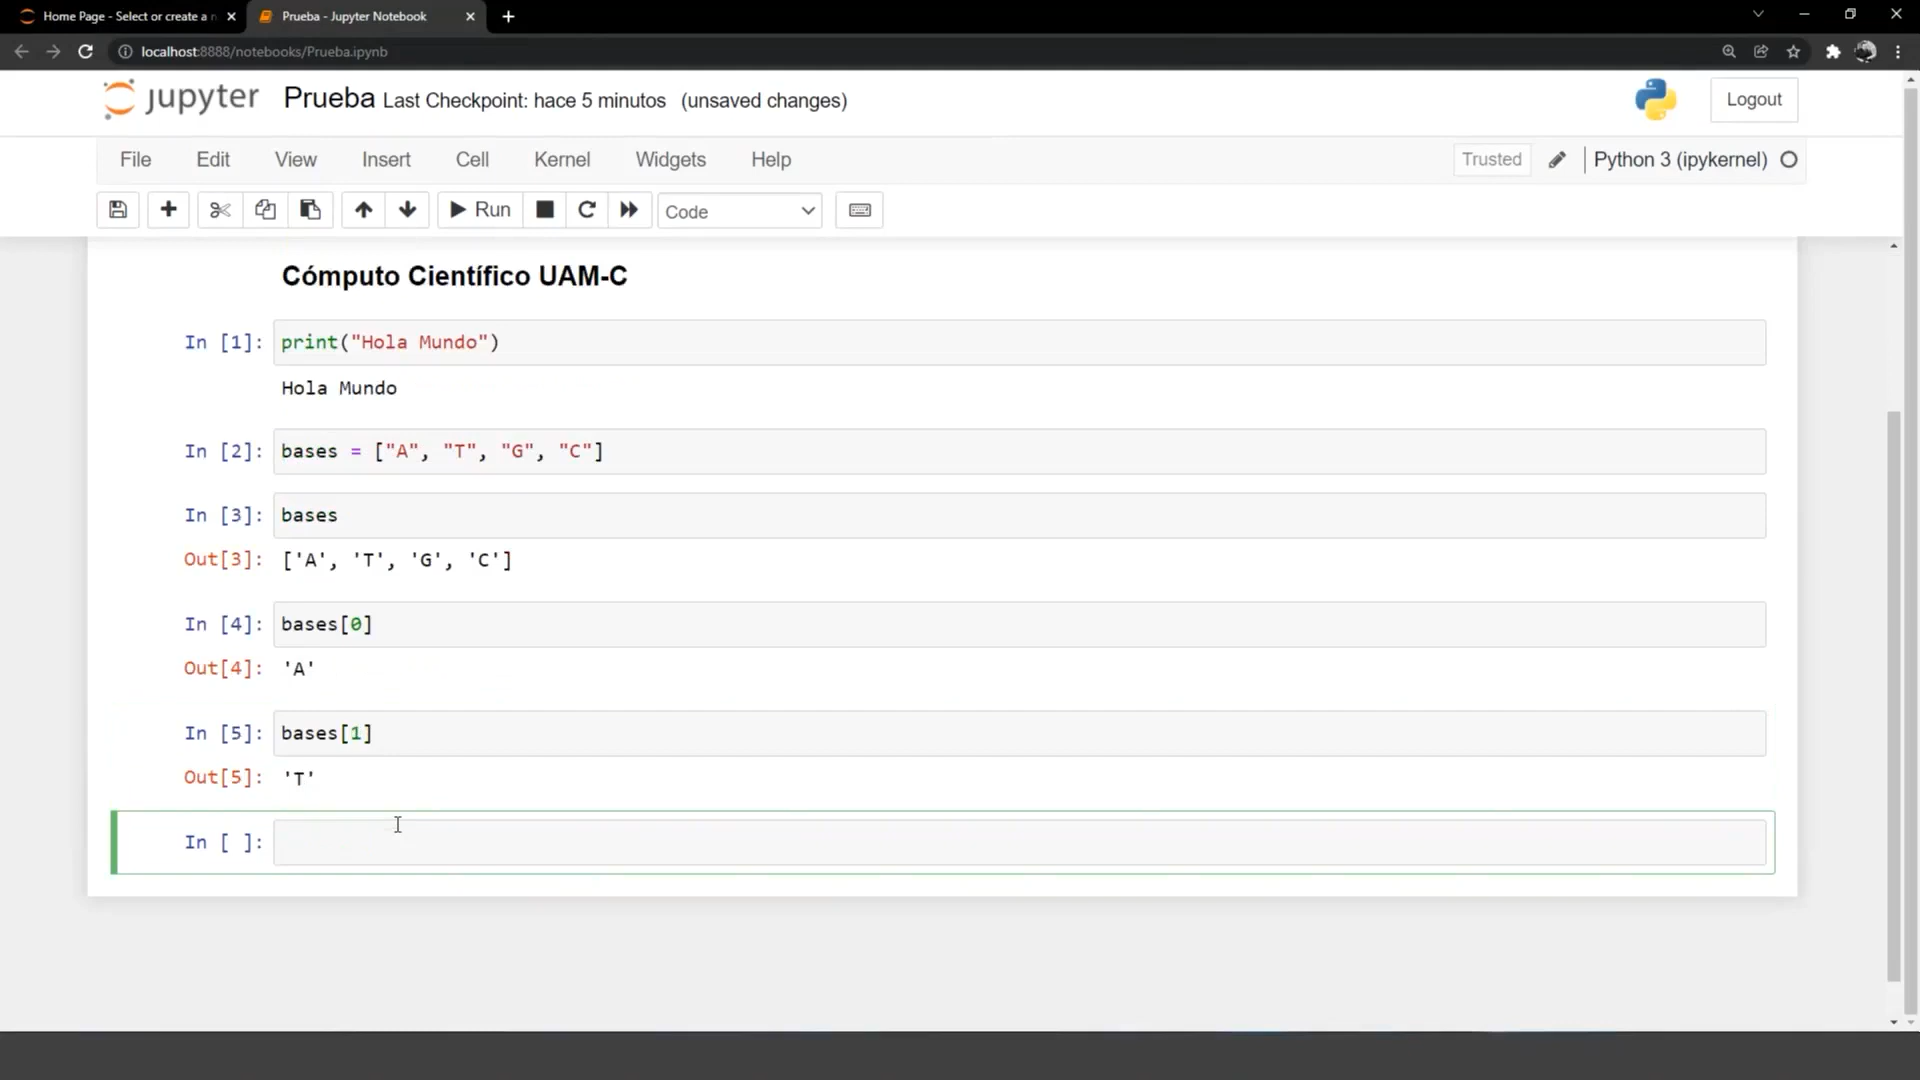 Home Page - Select or create a n
Prueba - Jupyter Notebook
localhost:8888/notebooks/Prueba.ipynb
jupyter Prueba Last Checkpoint: hace 5 minutos (unsaved changes)
Logout
File Edit View Insert Cell Kernel Widgets Help
Trusted Python 3 (ipykernel)
Run Code
Cómputo Científico UAM-C
In [1]: print("Hola Mundo")
Hola Mundo
In [2]: bases = ["A", "T", "G", "C"]
In [3]: bases
Out[3]: ['A', 'T', 'G', 'C']
In [4]: bases[0]
Out[4]: 'A'
In [5]: bases[1]
Out[5]: 'T'
In [ ]: